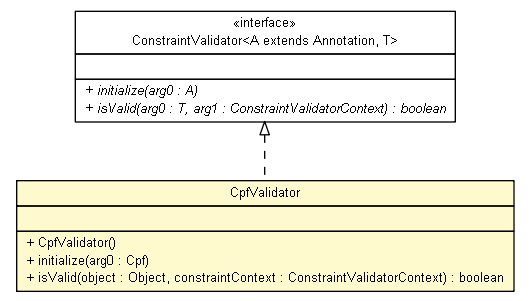 «interface»
ConstraintValidator<A extends Annotation, T>
+ initialize(arg0 : A)
+ isValid(arg0 : T, arg1 : ConstraintValidatorContext) : boolean
CpfValidator
+ CpfValidator()
+ initialize(arg0 : Cpf)
+ isValid(object : Object, constraintContext : ConstraintValidatorContext) : boolean